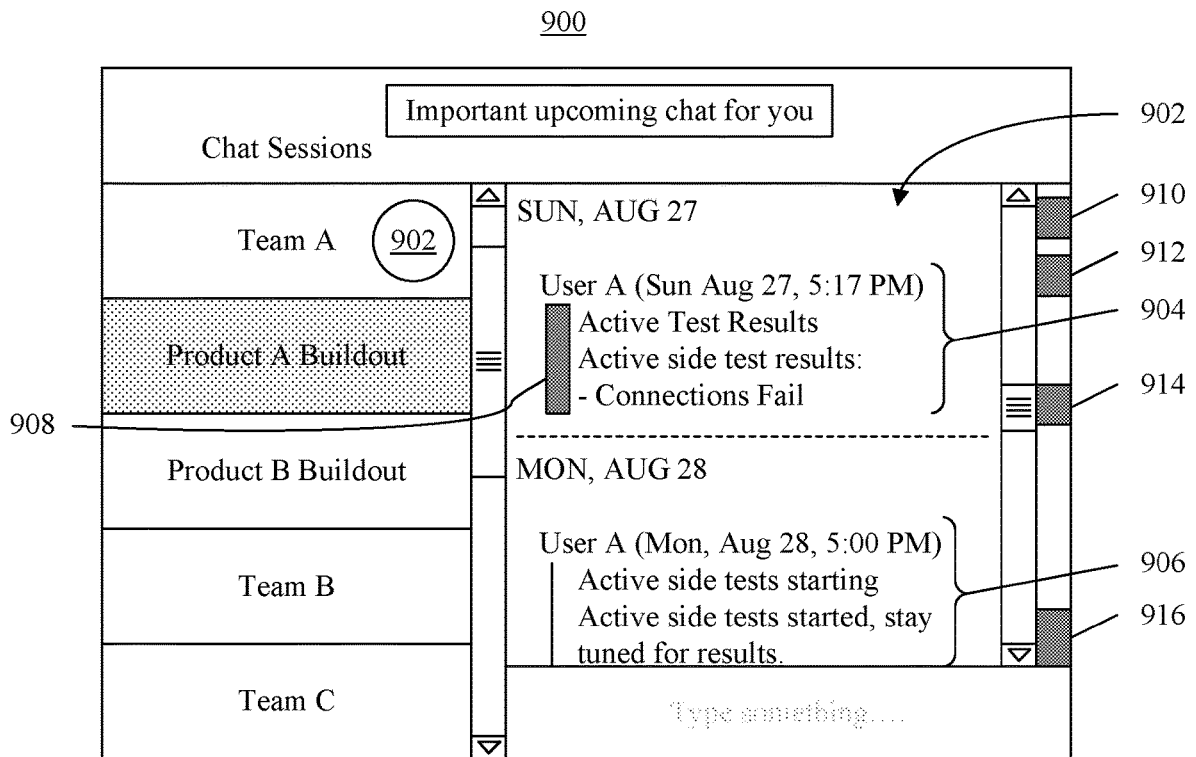 900
Important upcoming chat for you
Chat Sessions
902
910
912
904
914
906
916
908
Team A
902
Product A Buildout
Product B Buildout
Team B
Team C
SUN, AUG 27
User A (Sun Aug 27, 5:17 PM)
Active Test Results
Active side test results:
- Connections Fail
MON, AUG 28
User A (Mon, Aug 28, 5:00 PM)
Active side tests starting
Active side tests started, stay
tuned for results.
Type something....